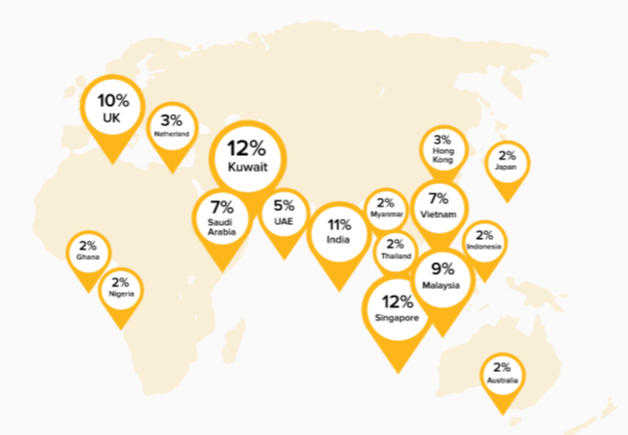 10%
UK
3%
Natherland
12%
Kuwait
7%
Saudi
Arabia
5%
UAE
11%
India
2%
Myanmar
3%
Hong
Kong
2%
Japan
7%
Vietnam
2%
Thailand
2%
Indonesia
9%
Malaysia
12%
Singapore
2%
Ghana
2%
Nigeria
2%
Australia